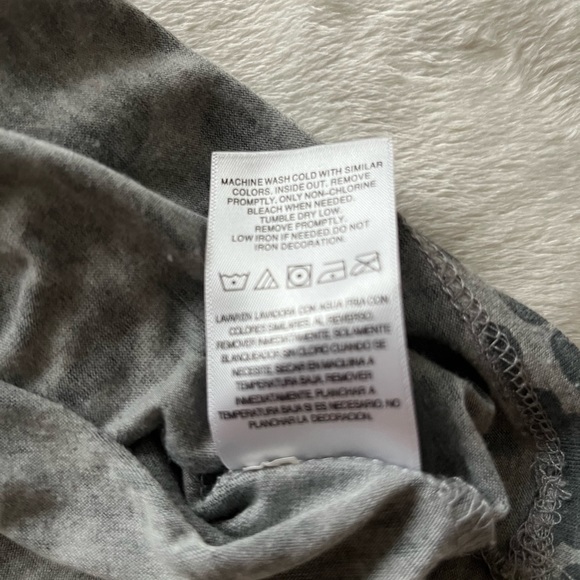 MACHINE WASH COLD WITH SIMILAR
COLORS. INSIDE OUT. REMOVE
PROMPTLY. ONLY NON-CHLORINE
BLEACH WHEN NEEDED.
TUMBLE DRY LOW.
REMOVE PROMPTLY.
LOW IRON IF NEEDED. DO NOT
IRON DECORATION.
LAVAR EN LAVADORA CON AGUA FRIA CON
COLORES SIMILARES. AL REVERSO.
REMOVER INMEDIATAMENTE. SOLAMENTE
BLANQUEADOR SIN CLORO CUANDO SE
NECESITE. SECAR EN MAQUINA A
TEMPERATURA BAJA. REMOVER
INMEDIATAMENTE. PLANCHAR A
TEMPERATURA BAJA SI ES NECESARIO. NO
PLANCHAR LA DECORACION.